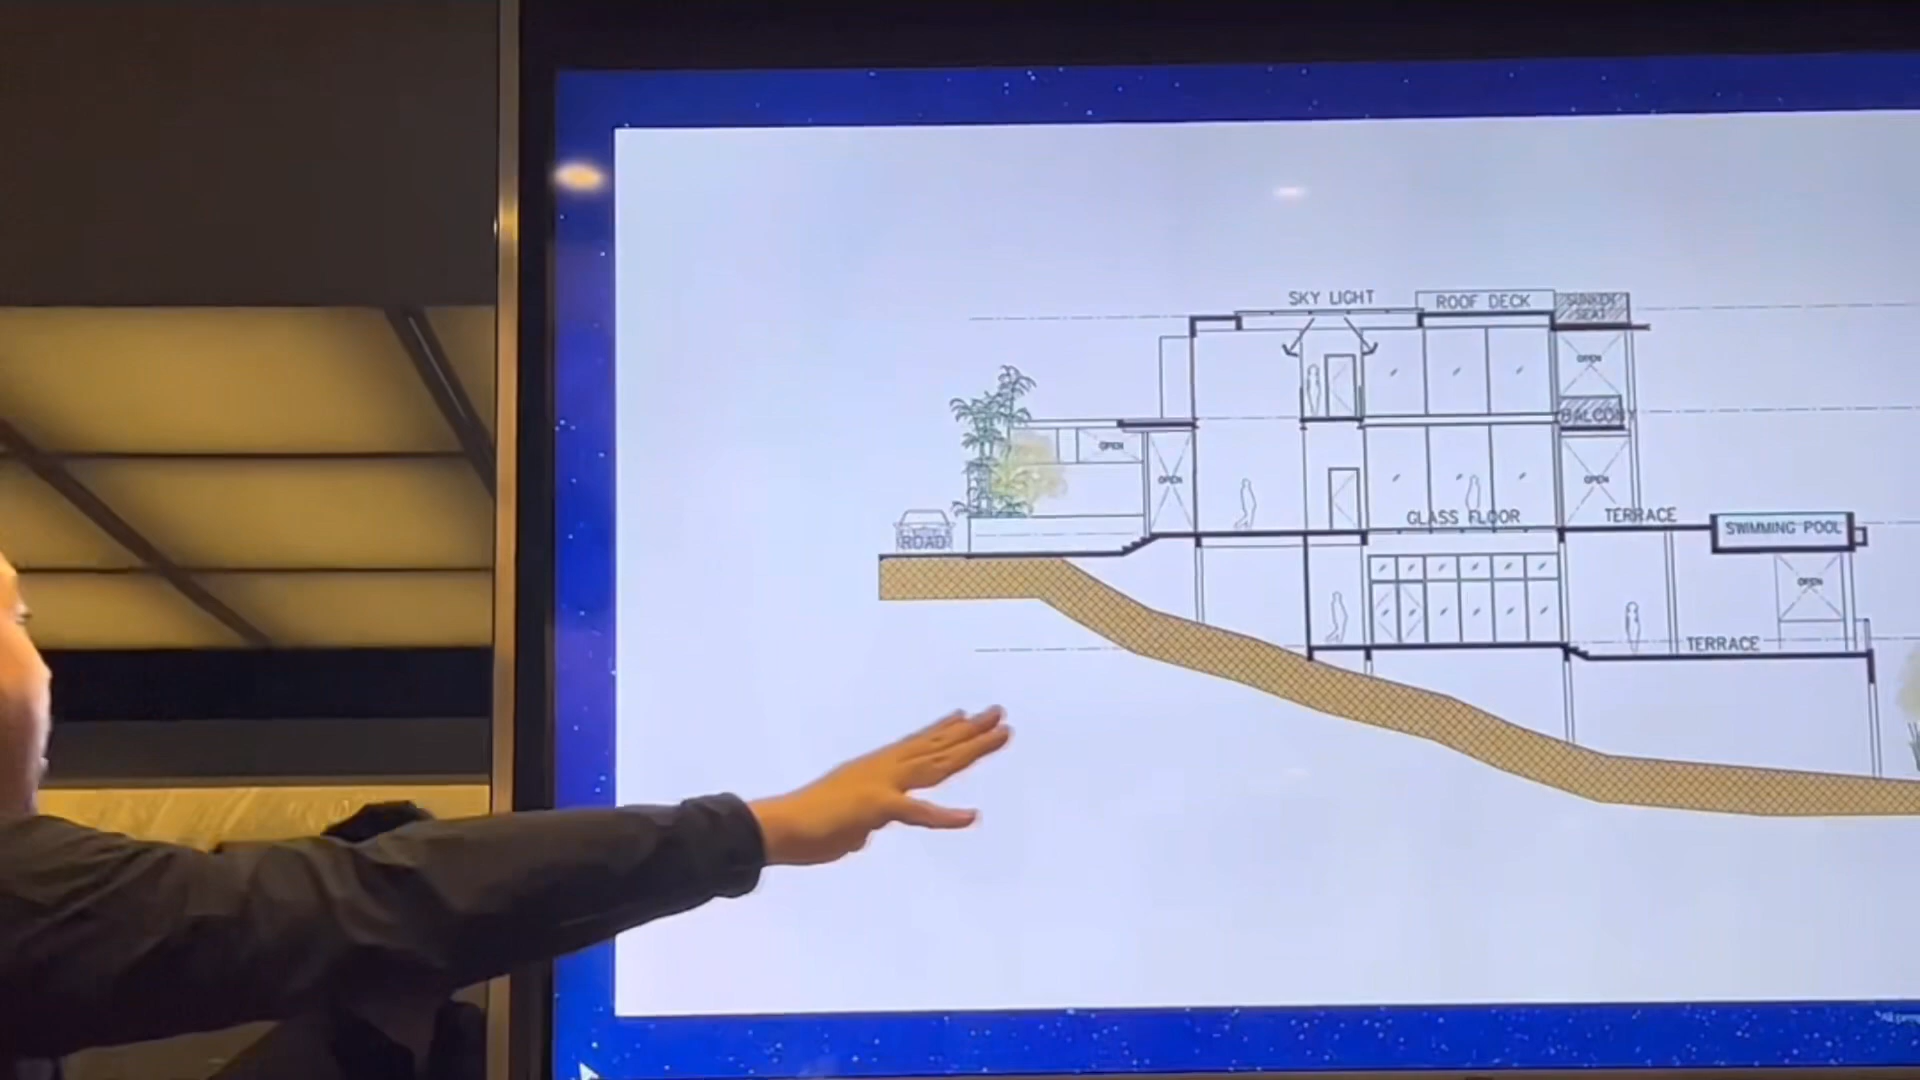 SKY LIGHT
ROOF DECK
SUNKEN
SEAT
OPEN
BALCONY
OPEN
OPEN
OPEN
ROAD
GLASS FLOOR
TERRACE
SWIMMING POOL
OPEN
TERRACE